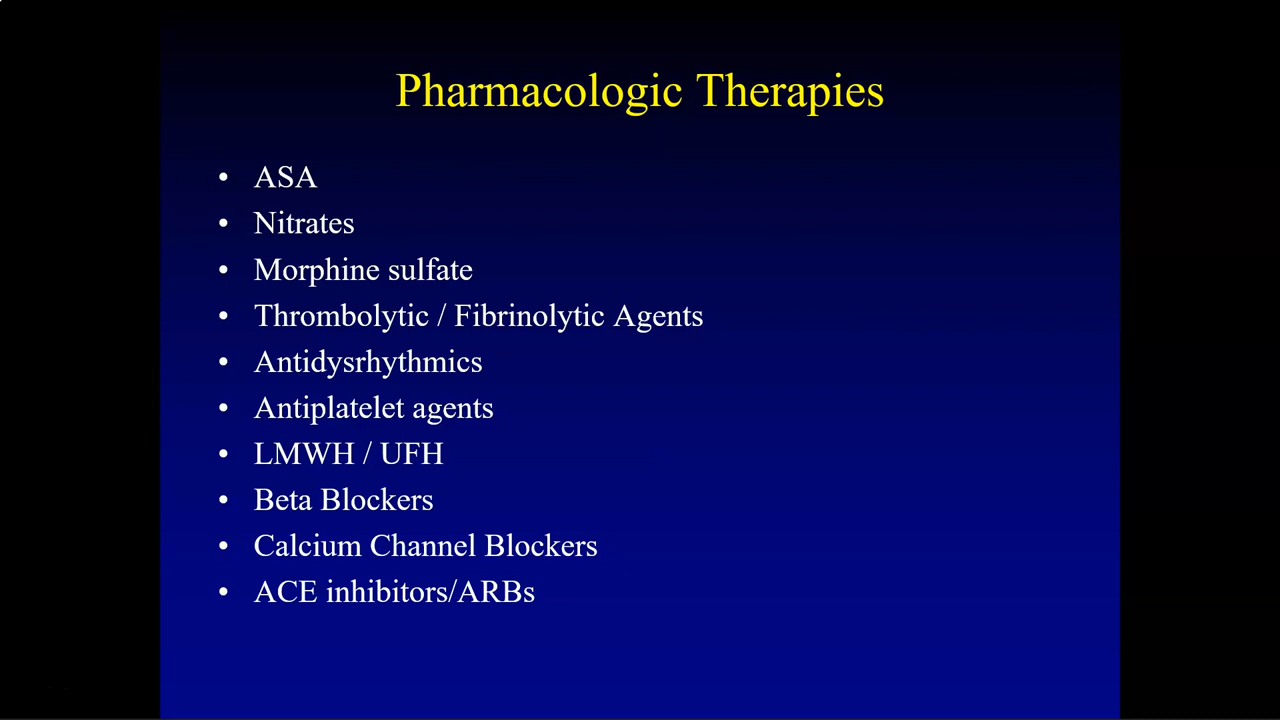 Pharmacologic Therapies
• ASA
• Nitrates
• Morphine sulfate
• Thrombolytic / Fibrinolytic Agents
• Antidysrhythmics
• Antiplatelet agents
• LMWH / UFH
• Beta Blockers
• Calcium Channel Blockers
• ACE inhibitors/ARBs